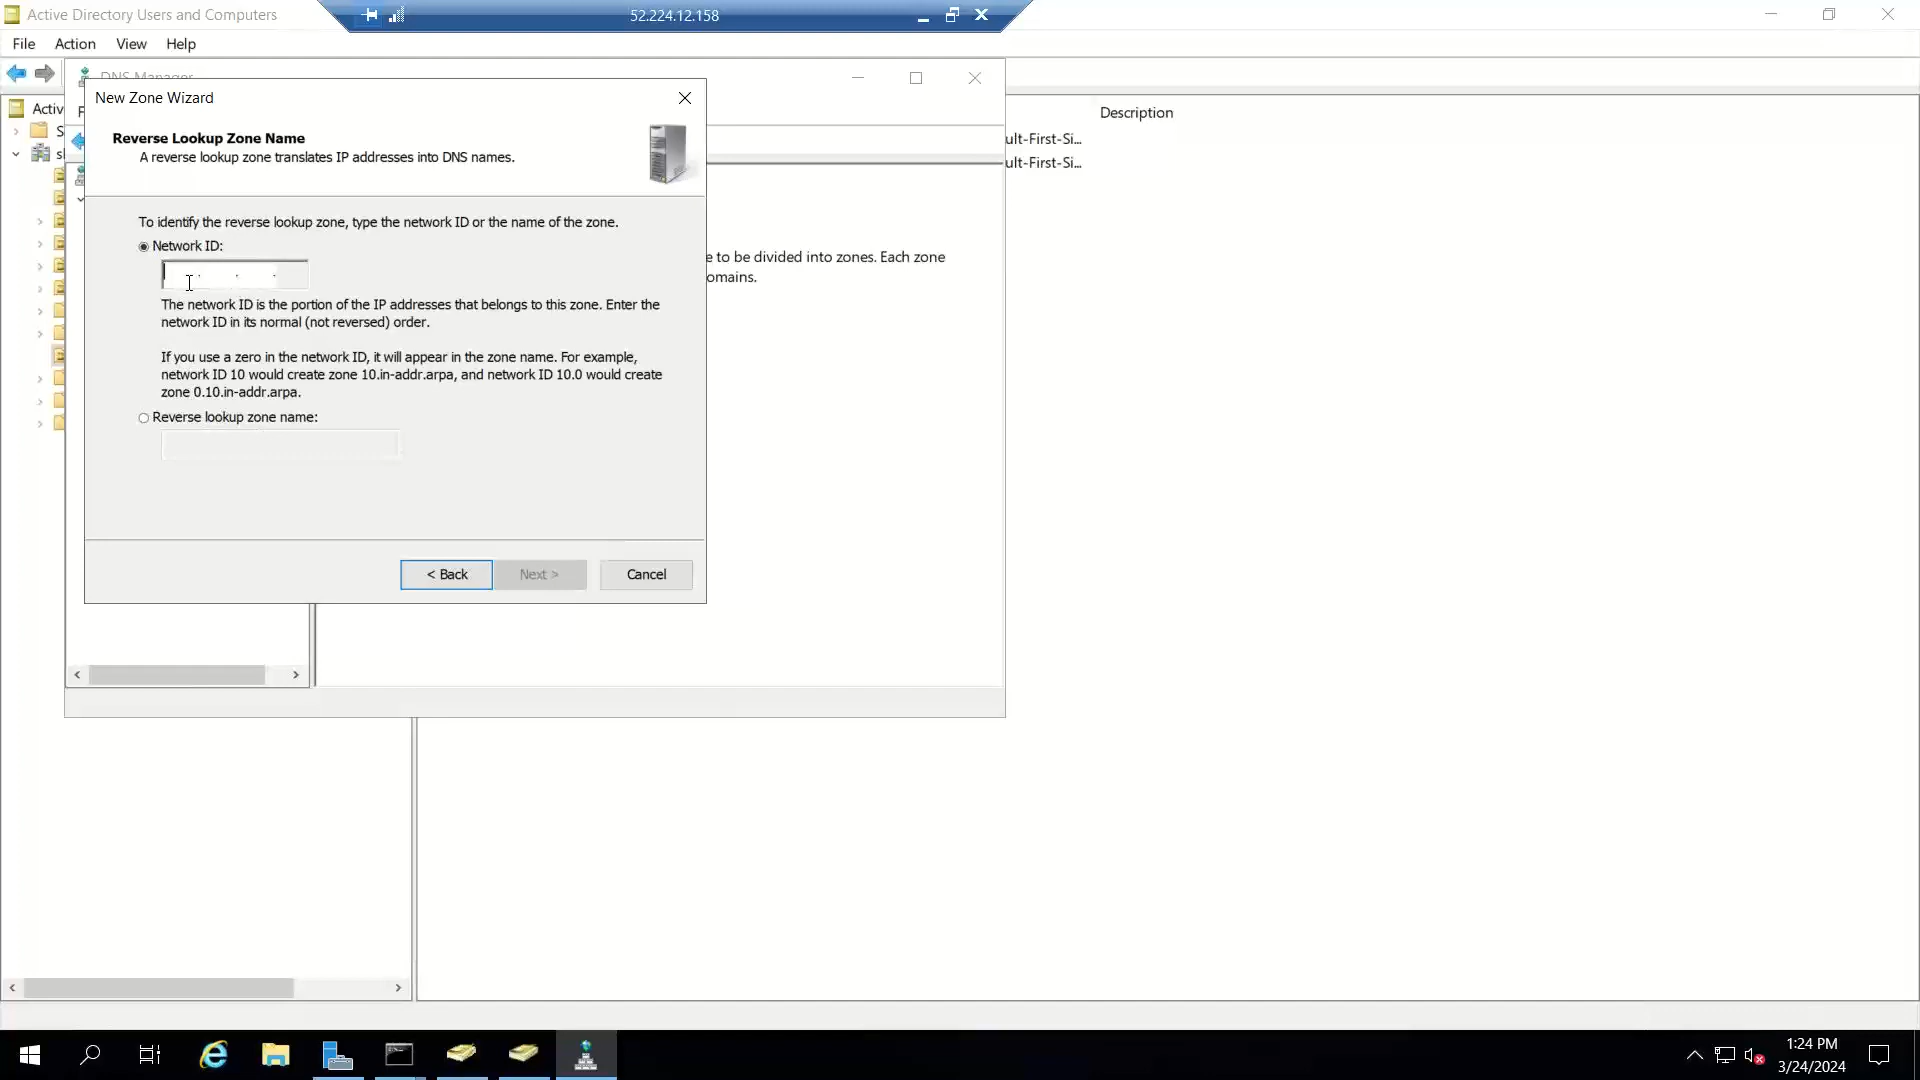 Active Directory Users and Computers
52.224.12.158
File Action View Help
DNS Manager
New Zone Wizard
Activ
Description
Reverse Lookup Zone Name
A reverse lookup zone translates IP addresses into DNS names.
ult-First-Si...
ult-First-Si...
To identify the reverse lookup zone, type the network ID or the name of the zone.
Network ID:
. . .
e to be divided into zones. Each zone
omains.
The network ID is the portion of the IP addresses that belongs to this zone. Enter the
network ID in its normal (not reversed) order.
If you use a zero in the network ID, it will appear in the zone name. For example,
network ID 10 would create zone 10.in-addr.arpa, and network ID 10.0 would create
zone 0.10.in-addr.arpa.
Reverse lookup zone name:
< Back Next > Cancel
1:24 PM
3/24/2024